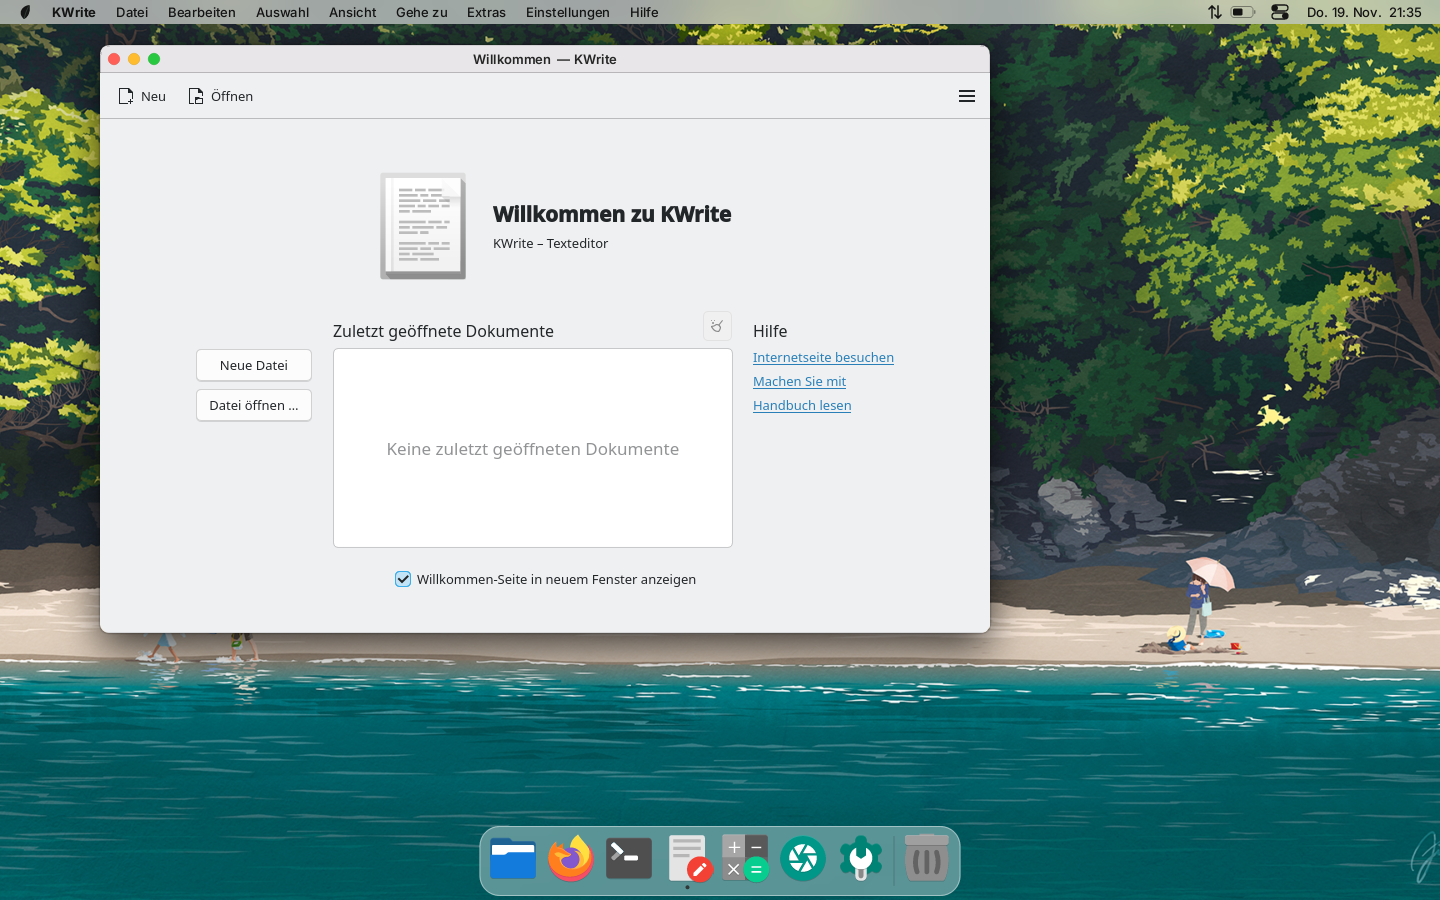 KWrite Datei Bearbeiten Auswahl Ansicht Gehe zu Extras Einstellungen Hilfe Do. 19. Nov. 21:35
Willkommen — KWrite
Neu Öffnen
Willkommen zu KWrite
KWrite – Texteditor
Zuletzt geöffnete Dokumente
Hilfe
Neue Datei
Datei öffnen ...
Keine zuletzt geöffneten Dokumente
Internetseite besuchen
Machen Sie mit
Handbuch lesen
Willkommen-Seite in neuem Fenster anzeigen